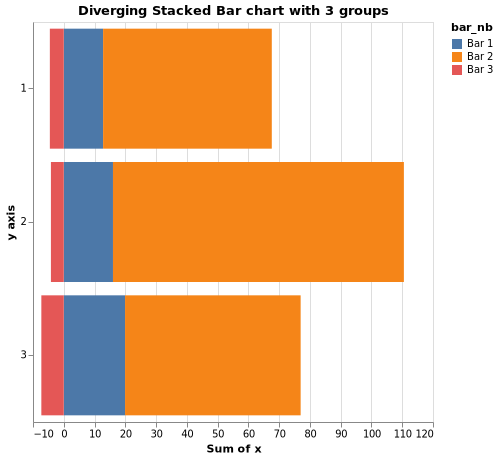 Diverging Stacked Bar chart with 3 groups
bar_nb
Bar 1
Bar 2
Bar 3
y axis
1
2
3
−10 0 10 20 30 40 50 60 70 80 90 100 110 120
Sum of x